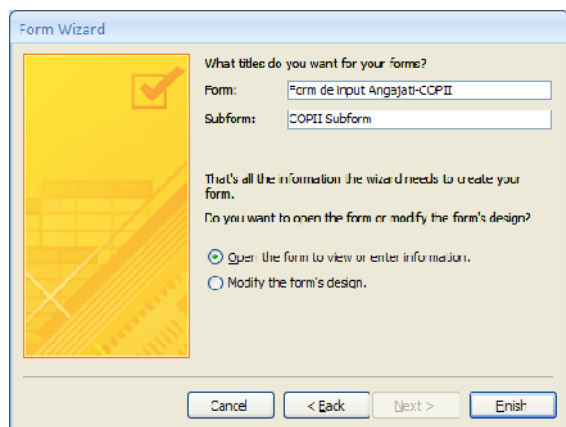 Form Wizard
What titles do you want for your forms?
Form: Form de Input Angajati-COPII
Subform: COPII Subform
That's all the information the wizard needs to create your
form.
Do you want to open the form or modify the form's design?
Open the form to view or enter information.
Modify the form's design.
Cancel < Back Next > Finish